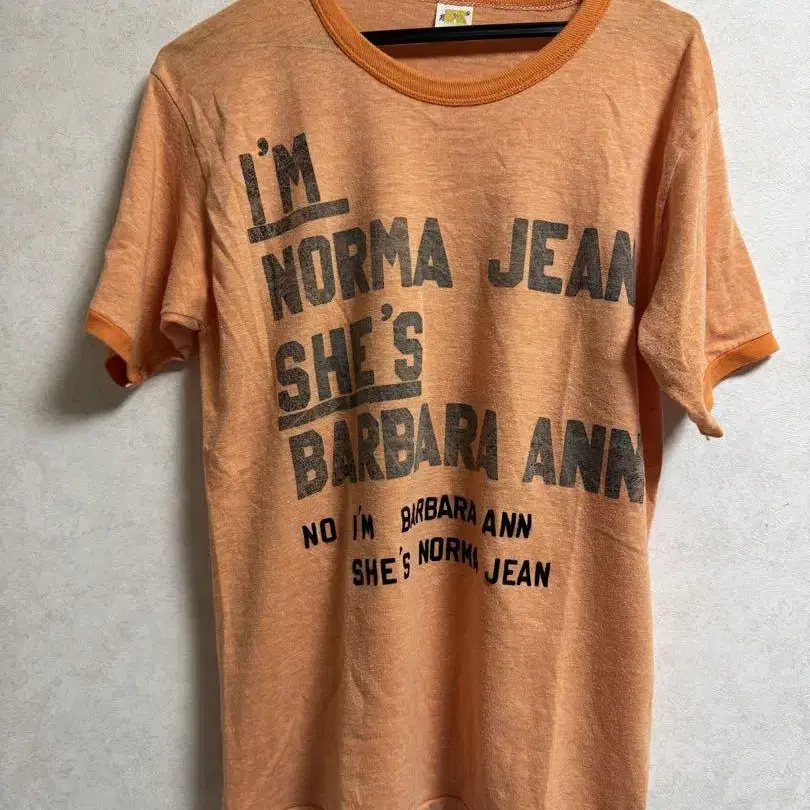 I'M
NORMA JEAN
SHE'S
BARBARA ANN
NO I'M BARBARA ANN
SHE'S NORMA JEAN